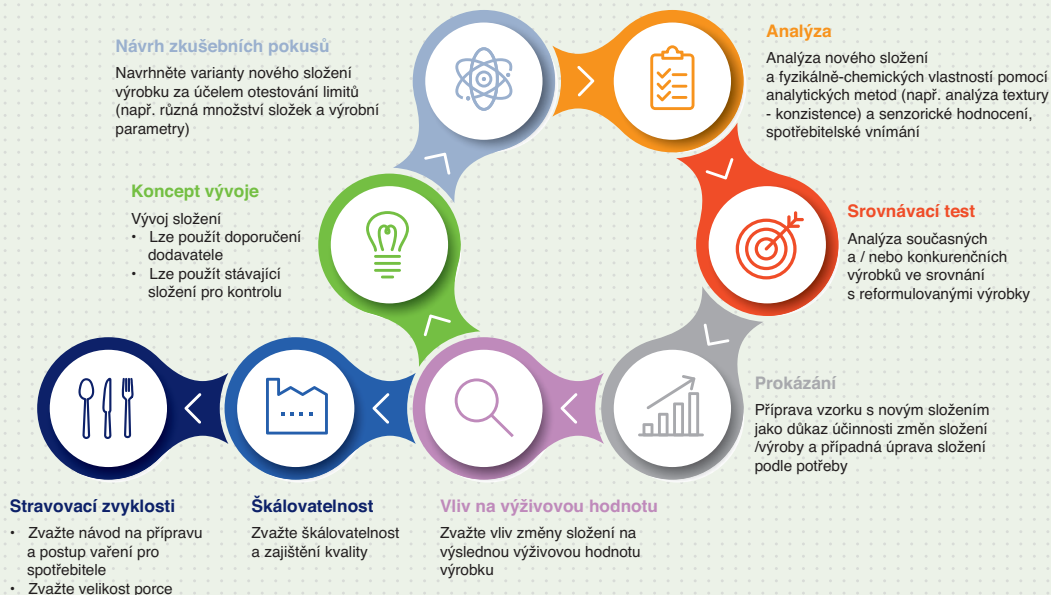 Návrh zkušebních pokusů
Navrhněte varianty nového složení
výrobku za účelem otestování limitů
(např. různá množství složek a výrobní
parametry)
Analýza
Analýza nového složení
a fyzikálně-chemických vlastností pomocí
analytických metod (např. analýza textury
- konzistence) a senzorické hodnocení,
spotřebitelské vnímání
Koncept vývoje
Vývoj složení
• Lze použít doporučení
dodavatele
• Lze použít stávající
složení pro kontrolu
Srovnávací test
Analýza současných
a / nebo konkurenčních
výrobků ve srovnání
s reformulovanými výrobky
Prokázání
Příprava vzorku s novým složením
jako důkaz účinnosti změn složení
/výroby a případná úprava složení
podle potřeby
Stravovací zvyklosti
• Zvažte návod na přípravu
a postup vaření pro
spotřebitele
• Zvažte velikost porce
Škálovatelnost
Zvažte škálovatelnost
a zajištění kvality
Vliv na výživovou hodnotu
Zvažte vliv změny složení na
výslednou výživovou hodnotu
výrobku